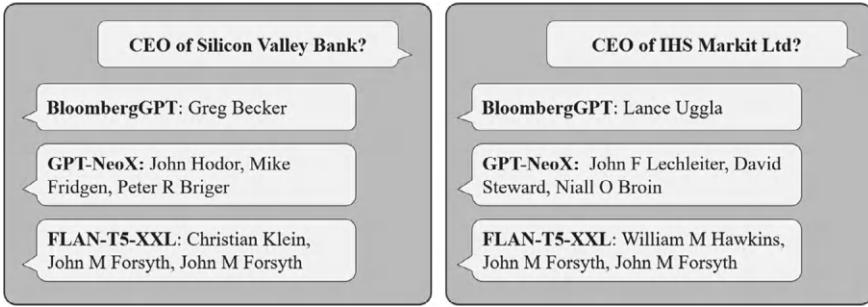 CEO of Silicon Valley Bank?
BloombergGPT: Greg Becker
GPT-NeoX: John Hodor, Mike
Fridgen, Peter R Briger
FLAN-T5-XXL: Christian Klein,
John M Forsyth, John M Forsyth
CEO of IHS Markit Ltd?
BloombergGPT: Lance Uggla
GPT-NeoX: John F Lechleiter, David
Steward, Niall O Broin
FLAN-T5-XXL: William M Hawkins,
John M Forsyth, John M Forsyth